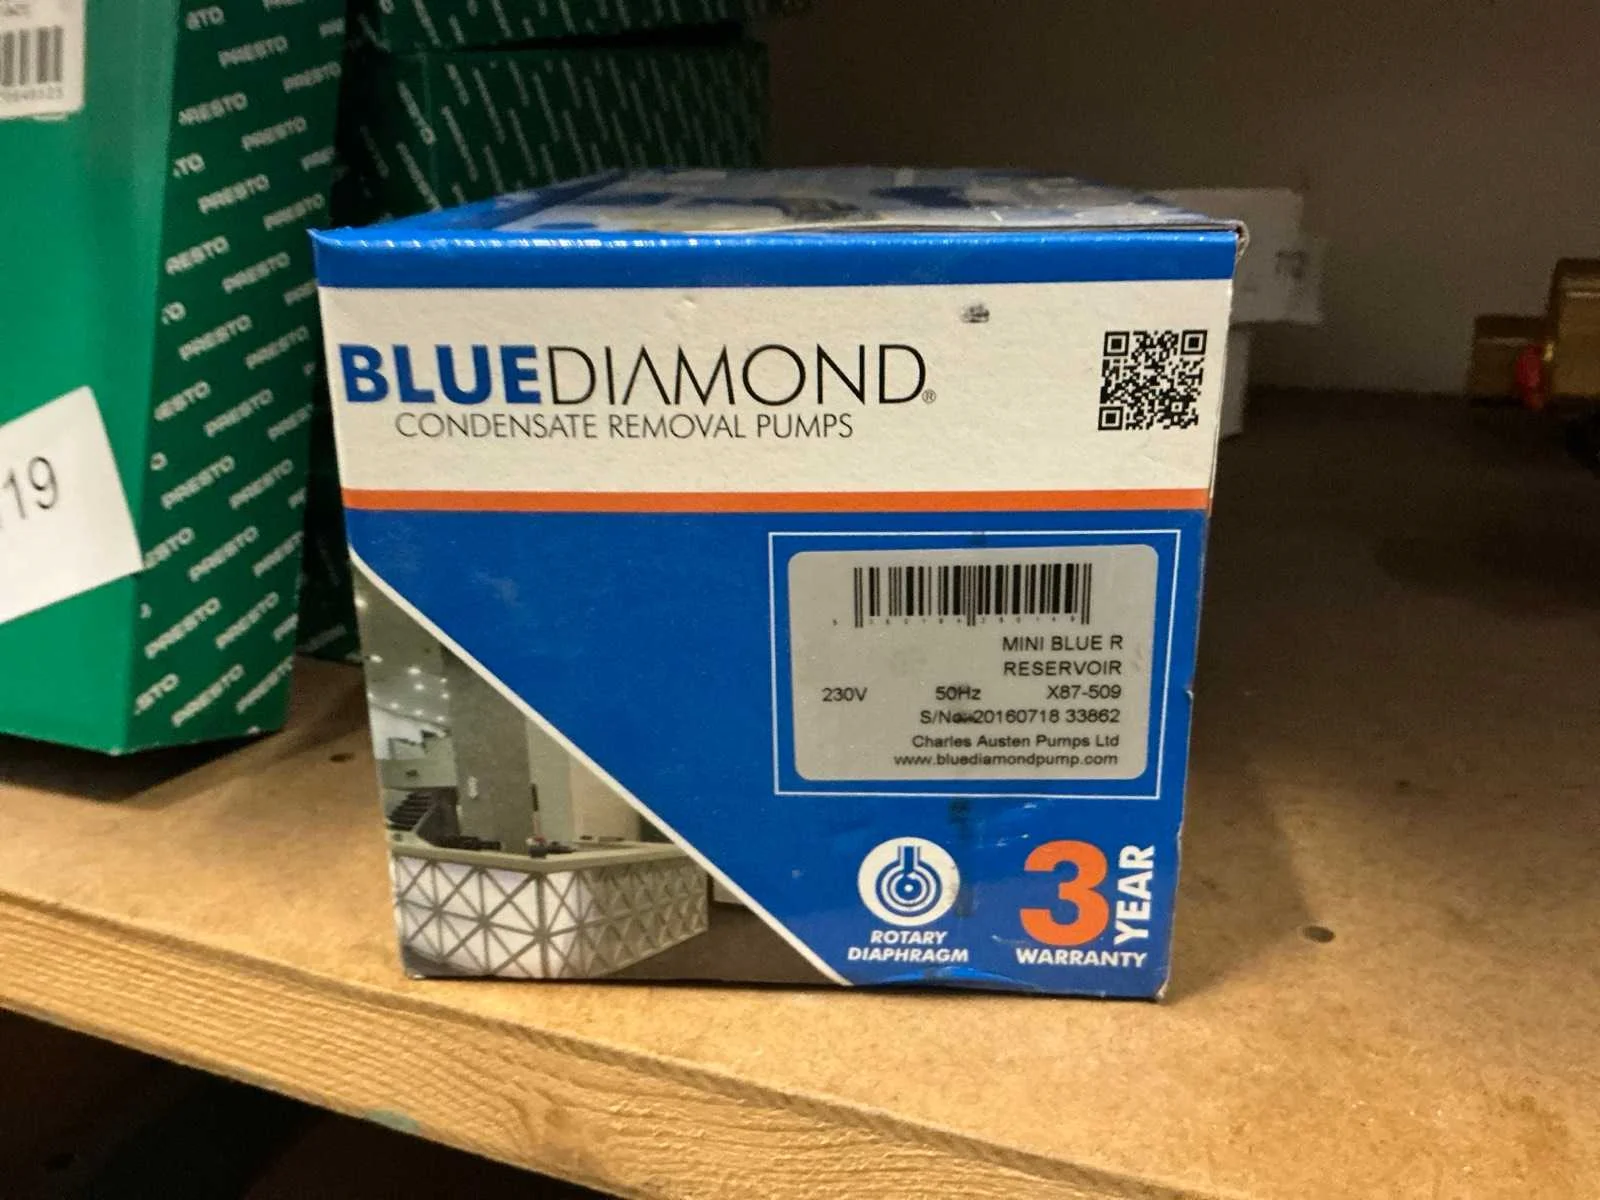 PRESTO
19
BLUEDIAMOND®
CONDENSATE REMOVAL PUMPS
MINI BLUE R
RESERVOIR
230V 50Hz X87-509
S/No 20160718 33862
Charles Austen Pumps Ltd
www.bluediamondpump.com
ROTARY
DIAPHRAGM
3 YEAR
WARRANTY